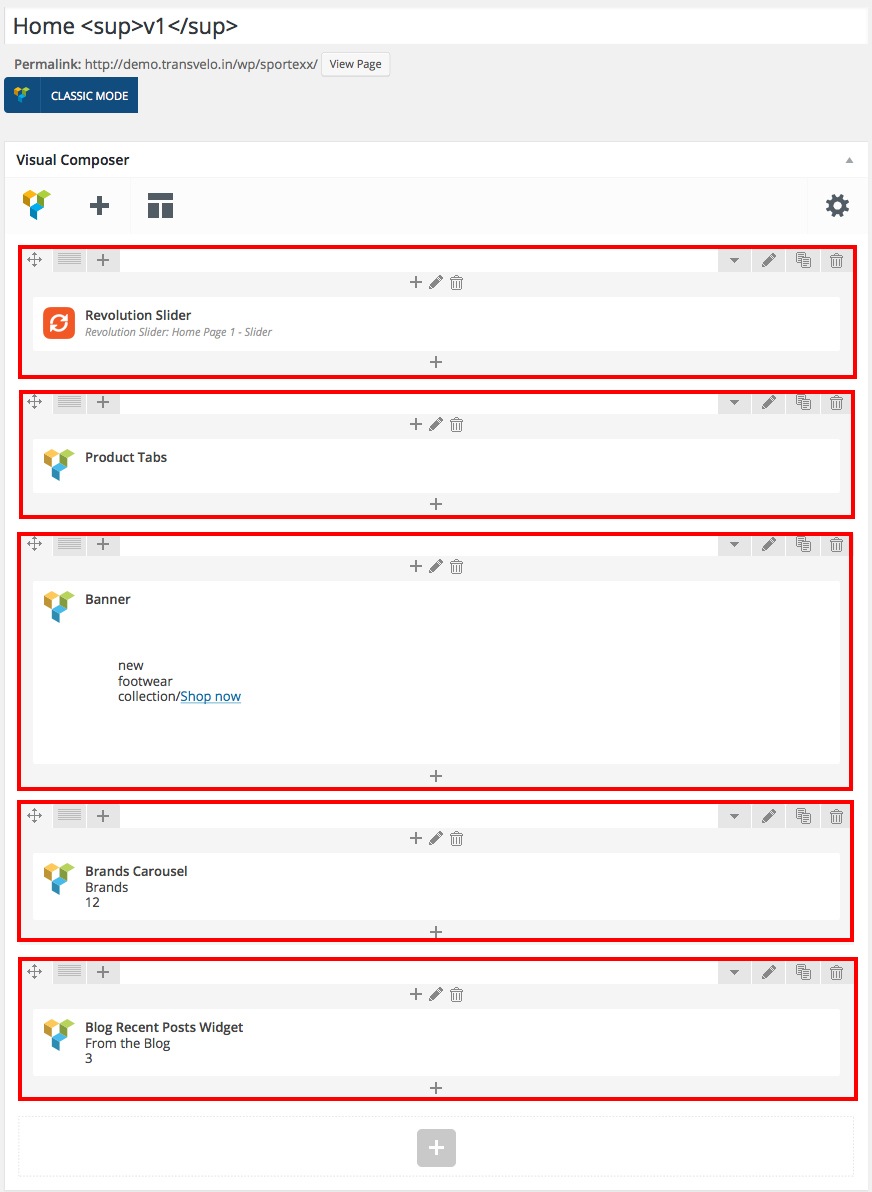 Home <sup>v1</sup>
Permalink: http://demo.transvelo.in/wp/sportexx/ View Page
CLASSIC MODE
Visual Composer
Revolution Slider
Revolution Slider: Home Page 1 - Slider
Product Tabs
Banner
new
footwear
collection/Shop now
Brands Carousel
Brands
12
Blog Recent Posts Widget
From the Blog
3